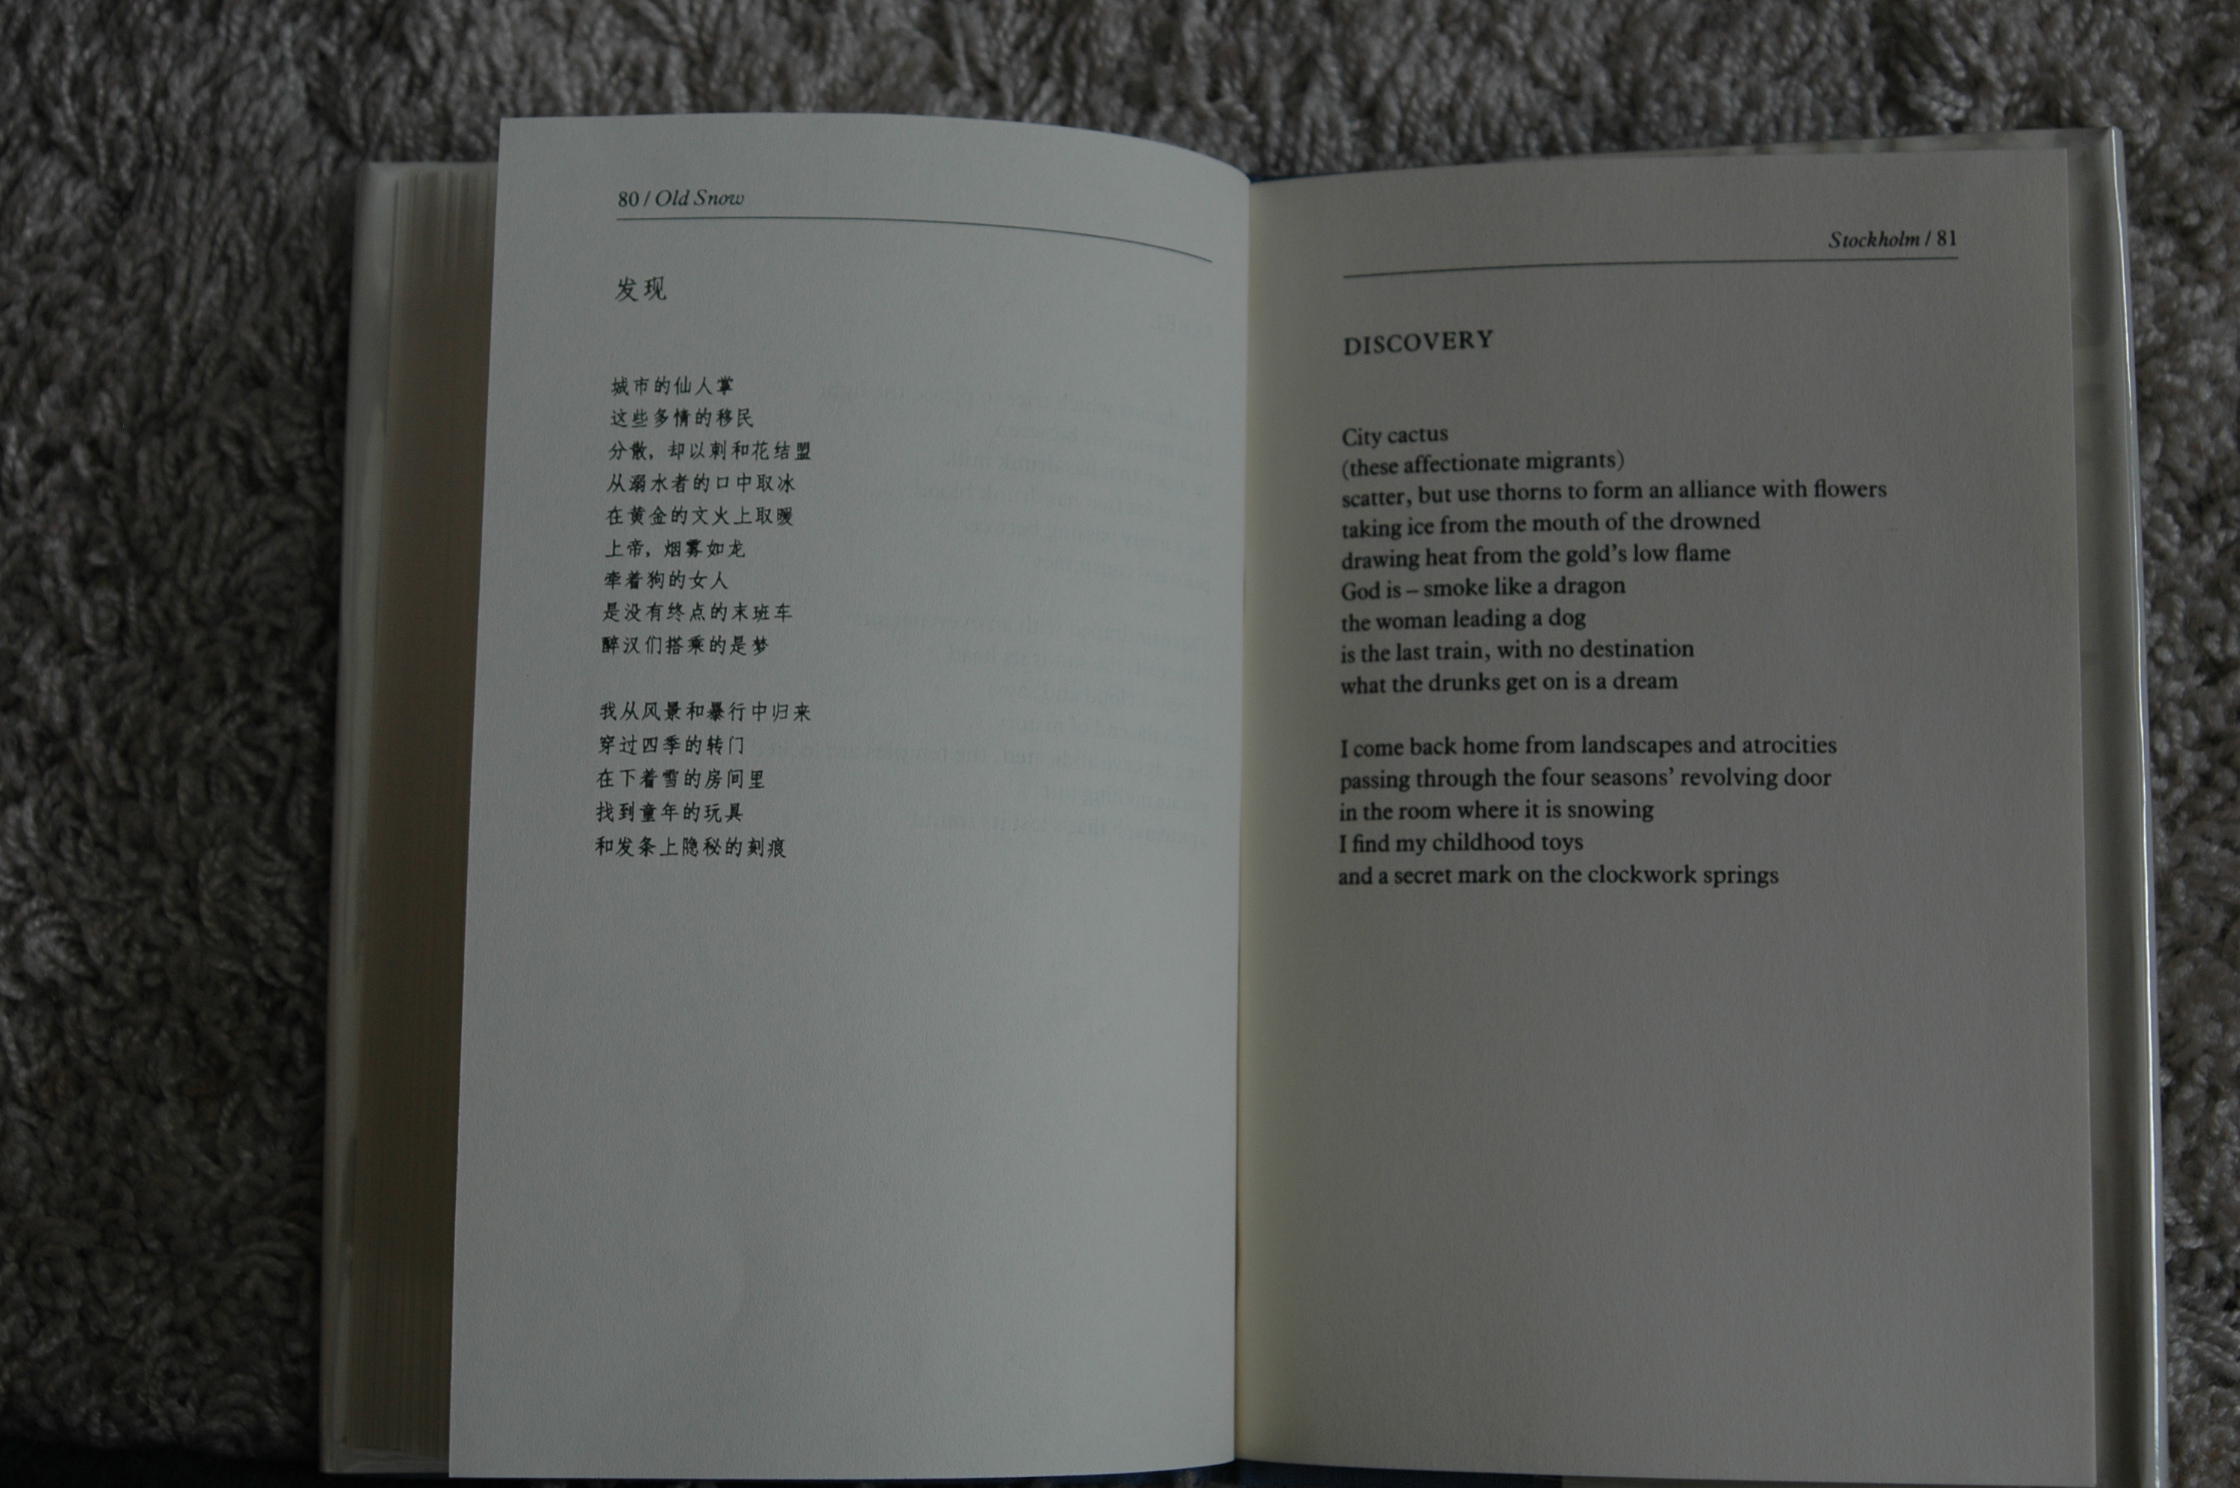 80 / Old Snow
发现
城市的仙人掌
这些多情的移民
分散，却以刺和花结盟
从溺水者的口中取冰
在黄金的文火上取暖
上帝，烟雾如龙
牵着狗的女人
是没有终点的末班车
醉汉们搭乘的是梦
我从风景和暴行中归来
穿过四季的转门
在下着雪的房间里
找到童年的玩具
和发条上隐秘的刻痕
Stockholm / 81
DISCOVERY
City cactus
(these affectionate migrants)
scatter, but use thorns to form an alliance with flowers
taking ice from the mouth of the drowned
drawing heat from the gold's low flame
God is – smoke like a dragon
the woman leading a dog
is the last train, with no destination
what the drunks get on is a dream
I come back home from landscapes and atrocities
passing through the four seasons' revolving door
in the room where it is snowing
I find my childhood toys
and a secret mark on the clockwork springs